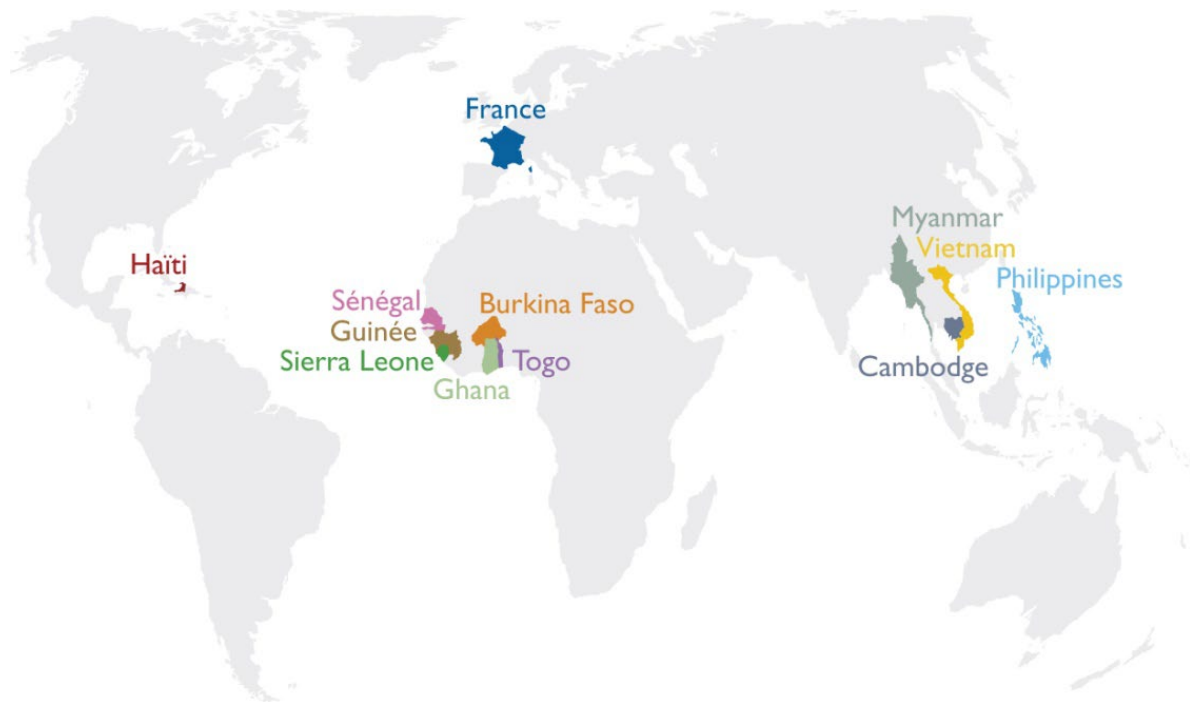 France
Myanmar
Vietnam
Haïti
Philippines
Sénégal
Burkina Faso
Guinée
Sierra Leone
Togo
Cambodge
Ghana